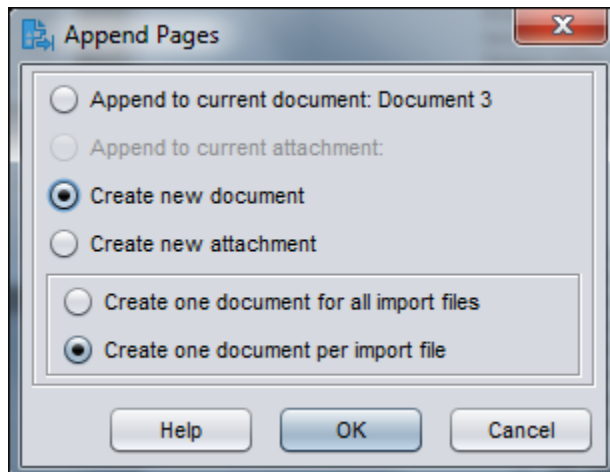 Append Pages
Append to current document: Document 3
Append to current attachment:
Create new document
Create new attachment
Create one document for all import files
Create one document per import file
Help OK Cancel